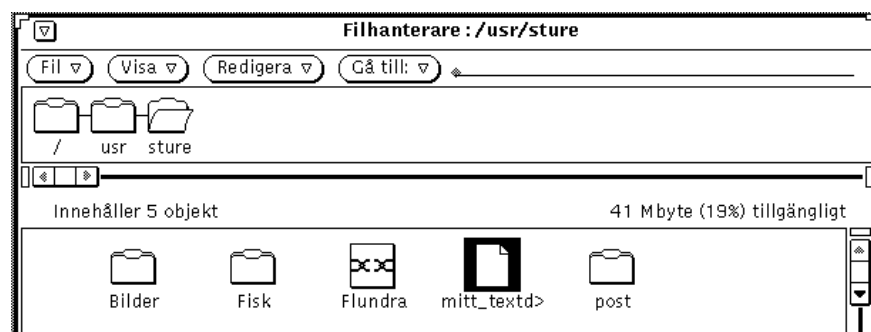 Filhanterare : /usr/sture
Fil Visa Redigera Gå till:
/ usr sture
Innehåller 5 objekt 41 Mbyte (19%) tillgängligt
Bilder Fisk Flundra mitt_textd> post